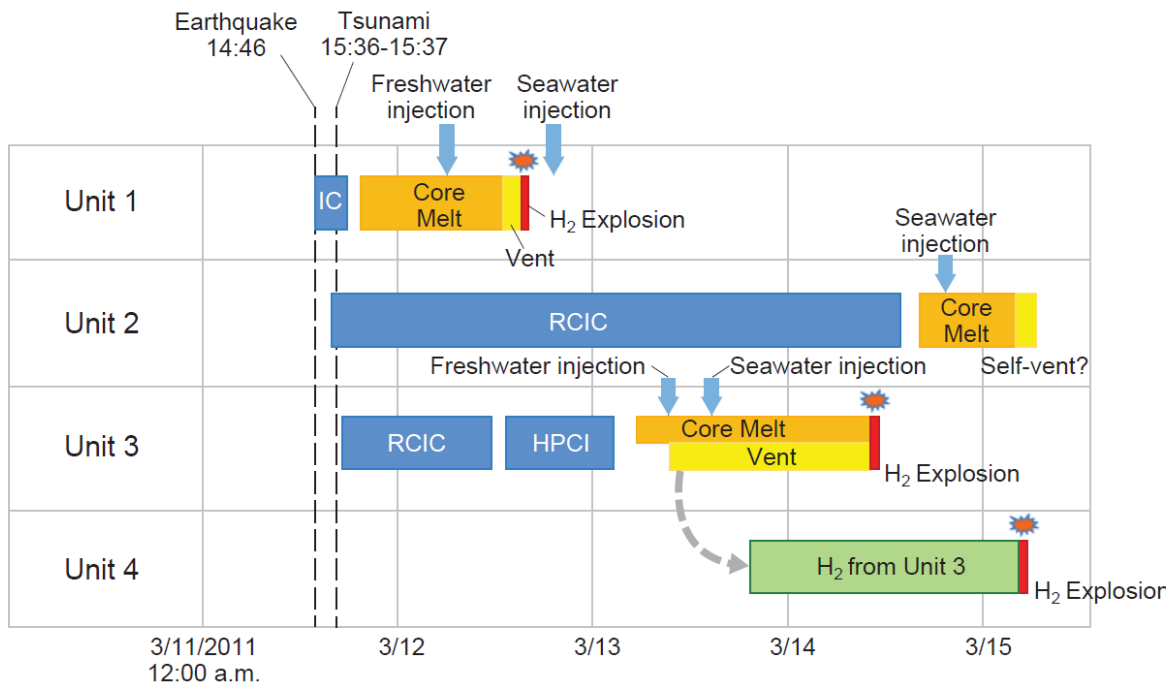 Earthquake
14:46
Tsunami
15:36-15:37
Freshwater
injection
Seawater
injection
Unit 1
IC
Core
Melt
H₂ Explosion
Vent
Seawater
injection
Unit 2
RCIC
Core
Melt
Self-vent?
Freshwater injection
Seawater injection
Unit 3
RCIC
HPCI
Core Melt
Vent
H₂ Explosion
Unit 4
H₂ from Unit 3
H₂ Explosion
3/11/2011
12:00 a.m.
3/12
3/13
3/14
3/15